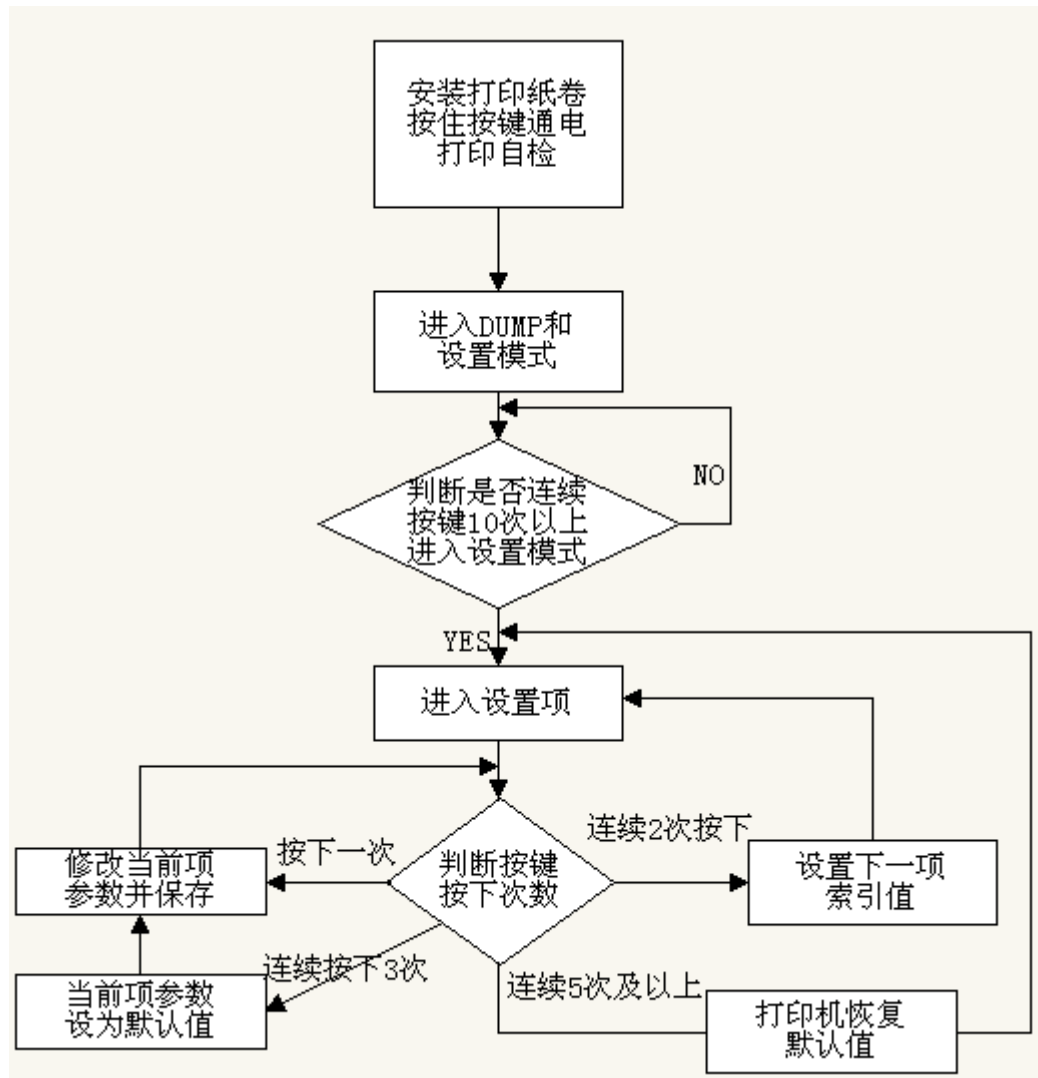 安装打印纸卷
按住按键通电
打印自检
进入DUMP和
设置模式
NO
判断是否连续
按键10次以上
进入设置模式
YES
进入设置项
连续2次按下
按下一次
修改当前项
参数并保存
判断按键
按下次数
设置下一项
索引值
连续按下3次
连续5次及以上
当前项参数
设为默认值
打印机恢复
默认值